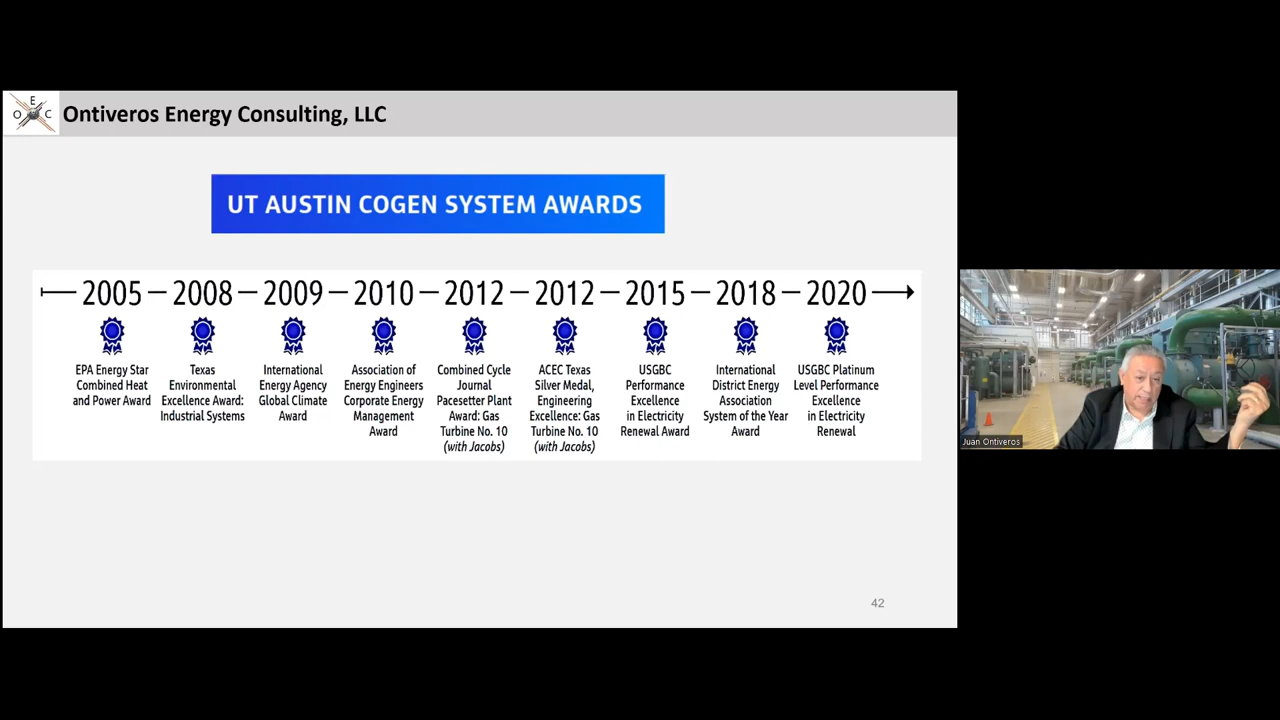 E
O C
Ontiveros Energy Consulting, LLC
UT AUSTIN COGEN SYSTEM AWARDS
2005 2008 2009 2010 2012 2012 2015 2018 2020
EPA Energy Star
Combined Heat
and Power Award
Texas
Environmental
Excellence Award:
Industrial Systems
International
Energy Agency
Global Climate
Award
Association of
Energy Engineers
Corporate Energy
Management
Award
Combined Cycle
Journal
Pacesetter Plant
Award: Gas
Turbine No. 10
(with Jacobs)
ACEC Texas
Silver Medal,
Engineering
Excellence: Gas
Turbine No. 10
(with Jacobs)
USGBC
Performance
Excellence
in Electricity
Renewal Award
International
District Energy
Association
System of the Year
Award
USGBC Platinum
Level Performance
Excellence
in Electricity
Renewal
42
Juan Ontiveros